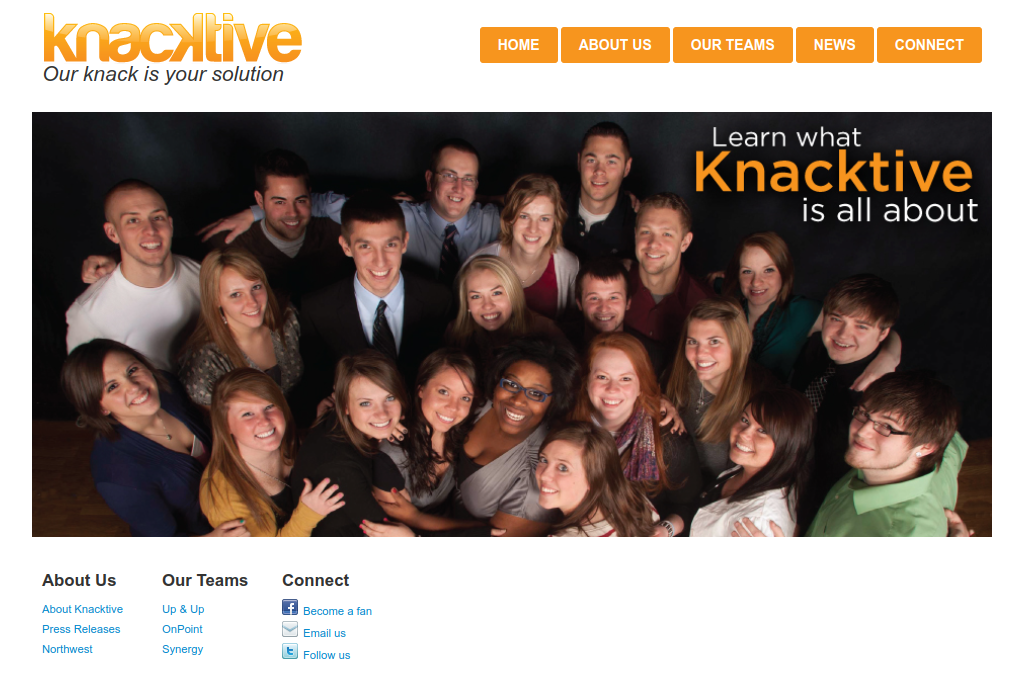 knacktive
Our knack is your solution
HOME ABOUT US OUR TEAMS NEWS CONNECT
Learn what
Knacktive
is all about
About Us
About Knacktive
Press Releases
Northwest
Our Teams
Up & Up
OnPoint
Synergy
Connect
Become a fan
Email us
Follow us